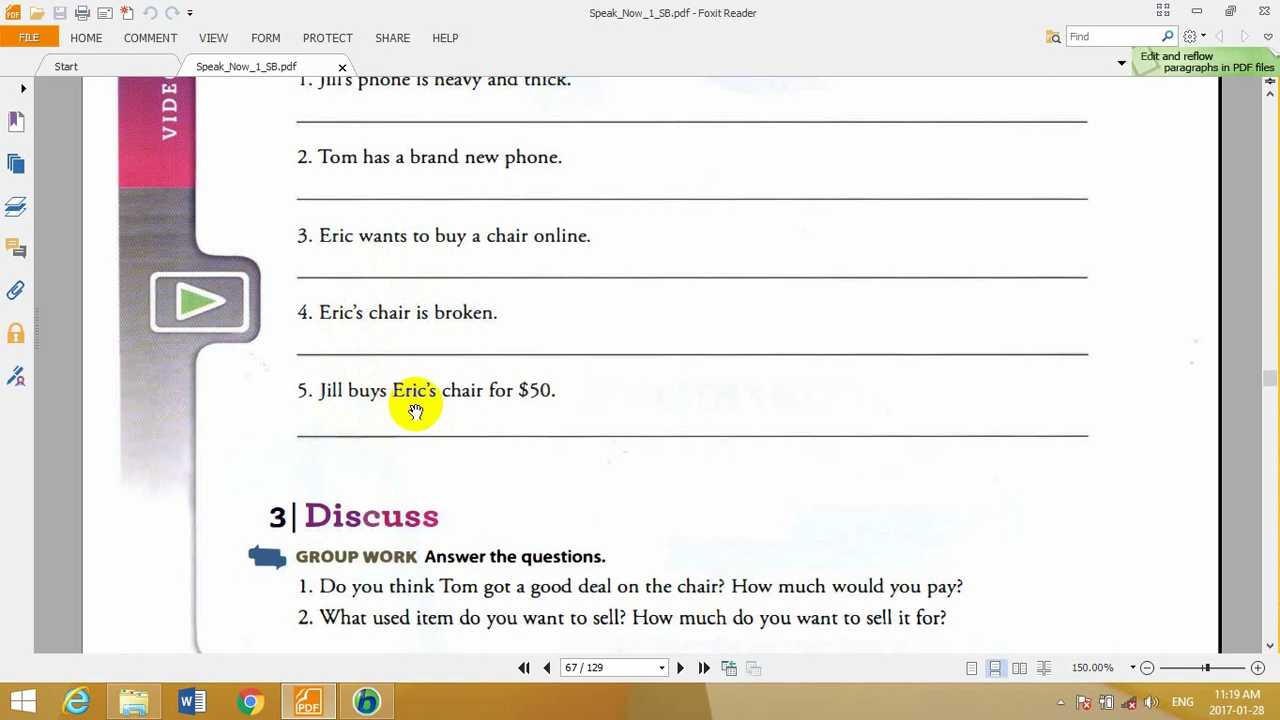 Speak_Now_1_SB.pdf - Foxit Reader
FILE HOME COMMENT VIEW FORM PROTECT SHARE HELP
Find
Start
Speak_Now_1_SB.pdf
Edit and reflow
paragraphs in PDF files
VIDEO
1. Jill's phone is heavy and thick.
2. Tom has a brand new phone.
3. Eric wants to buy a chair online.
4. Eric's chair is broken.
5. Jill buys Eric's chair for $50.
3| Discuss
GROUP WORK Answer the questions.
1. Do you think Tom got a good deal on the chair? How much would you pay?
2. What used item do you want to sell? How much do you want to sell it for?
67 / 129
150.00%
PDF
ENG
11:19 AM
2017-01-28